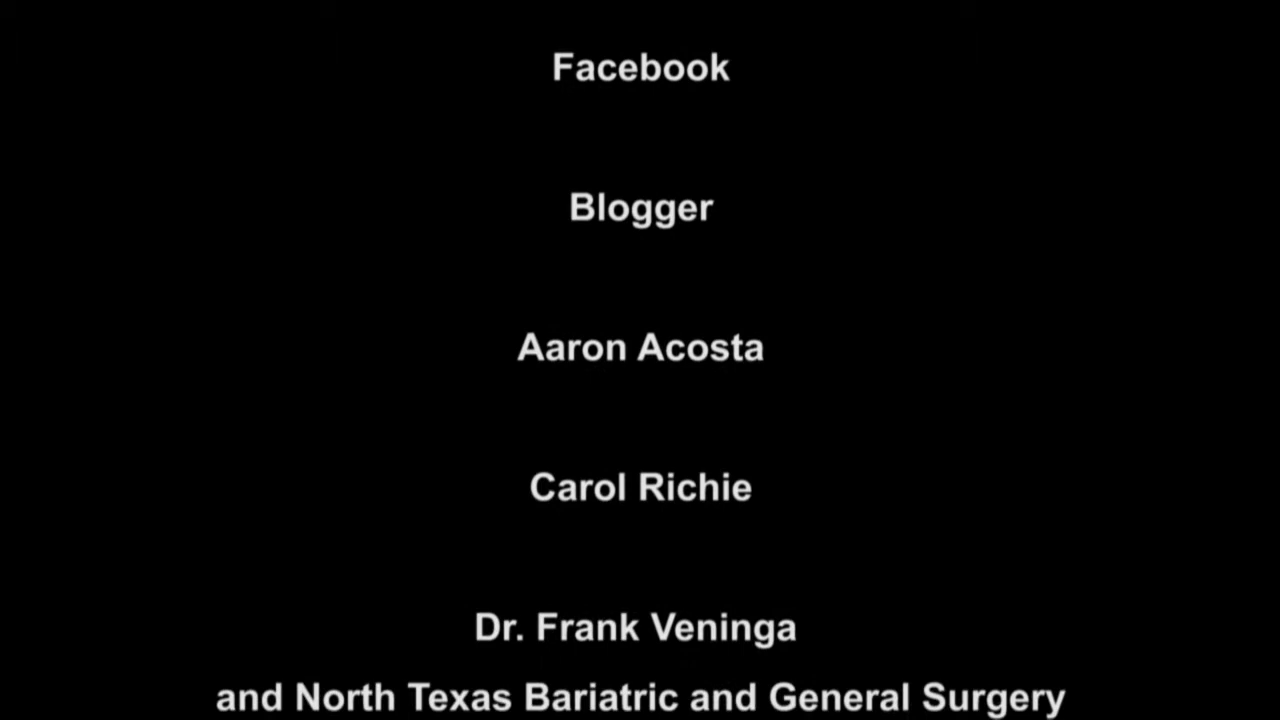 Facebook
Blogger
Aaron Acosta
Carol Richie
Dr. Frank Veninga
and North Texas Bariatric and General Surgery